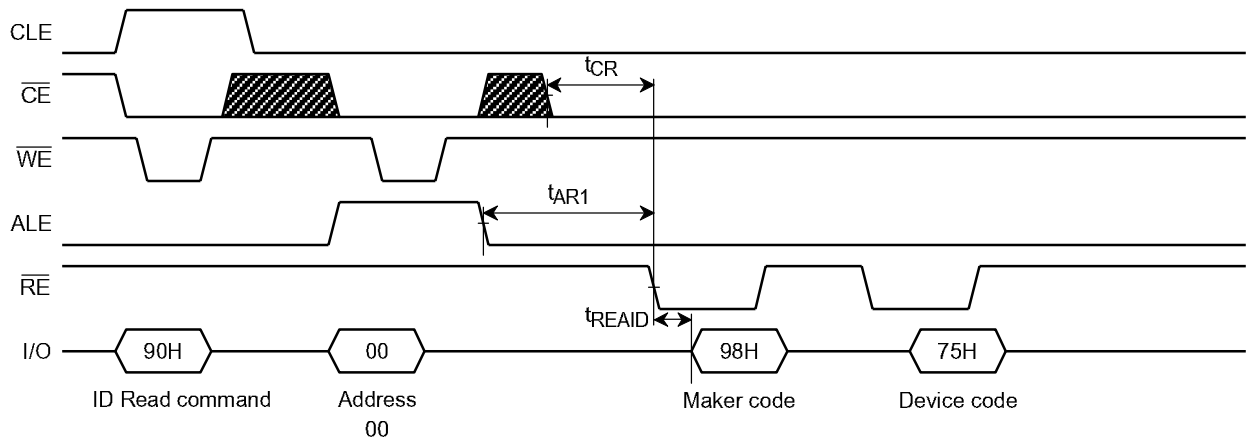 CLE
tCR
CE
WE
tAR1
ALE
RE
tREAID
I/O
90H
00
98H
75H
ID Read command
Address
00
Maker code
Device code